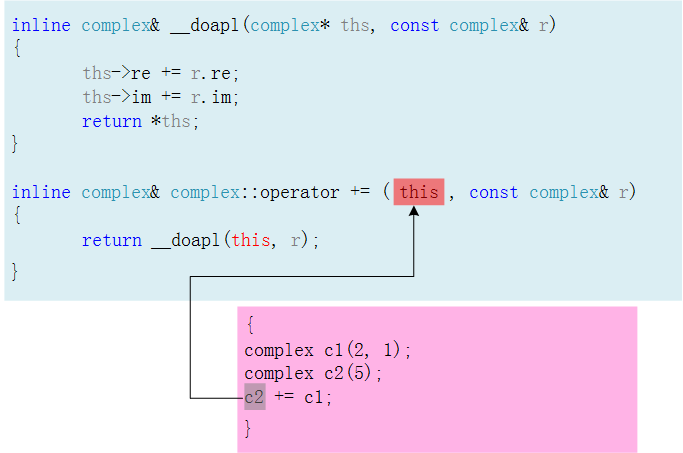 inline complex& __doapl(complex* ths, const complex& r)
{
ths->re += r.re;
ths->im += r.im;
return *ths;
}
inline complex& complex::operator += ( this , const complex& r)
{
return __doapl(this, r);
}
{
complex c1(2, 1);
complex c2(5);
c2 += c1;
}